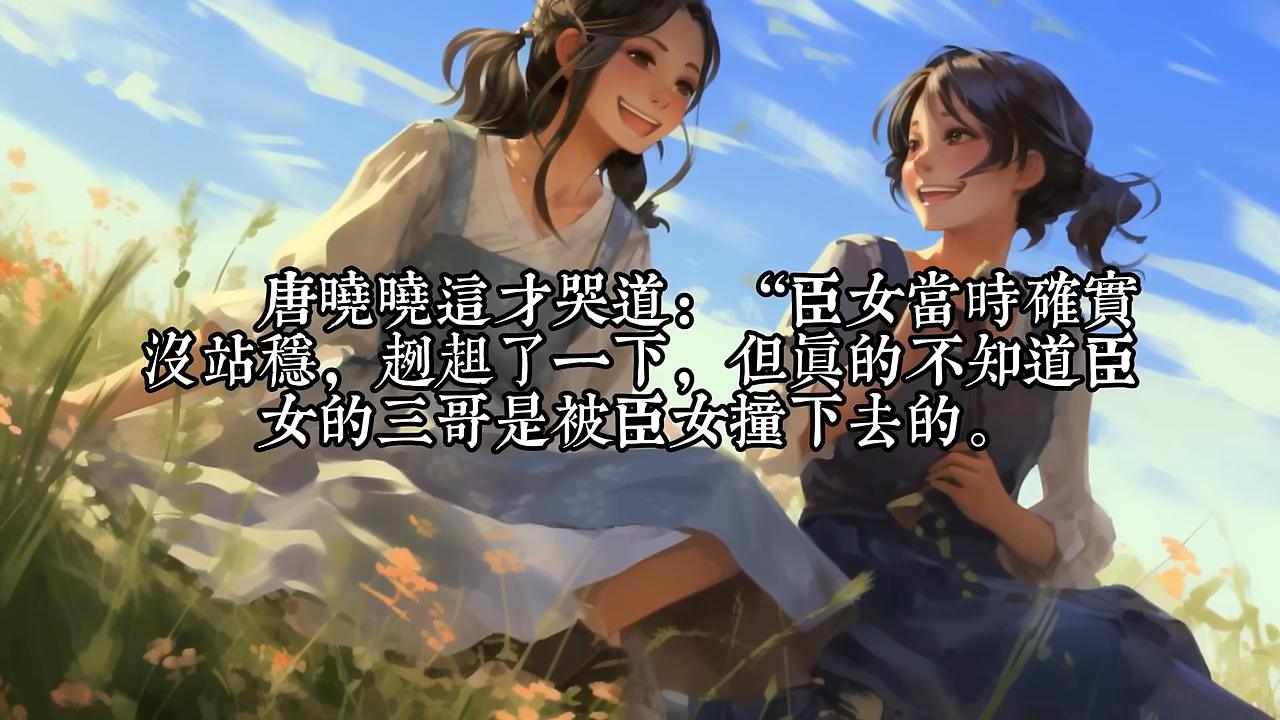 唐曉曉這才哭道：“臣女當時確實
沒站穩，趔趄了一下，但真的不知道臣
女的三哥是被臣女撞下去的。